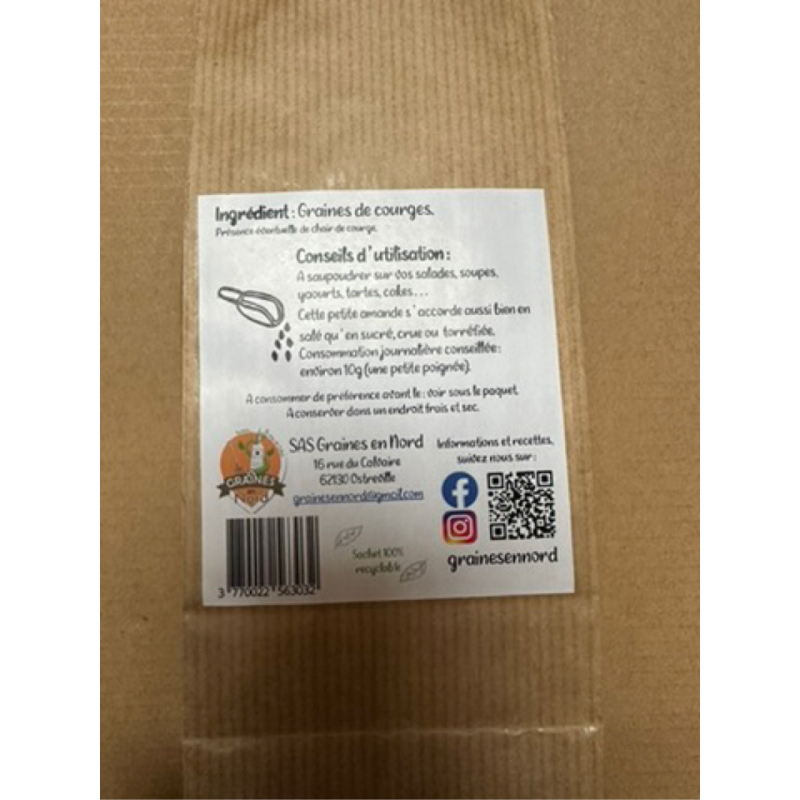 Ingrédient : Graines de courges.
Présence éventuelle de chair de courge.
Conseils d'utilisation :
A saupoudrer sur vos salades, soupes,
yaourts, tartes, cakes...
Cette petite amande s'accorde aussi bien en
salé qu'en sucré, crue ou torréfiée.
Consommation journalière conseillée :
environ 10g (une petite poignée).
A consommer de préférence avant le : voir sous le paquet.
A conserver dans un endroit frais et sec.
SAS Graines en Nord
16 rue du Calvaire
62130 Ostreville
grainesennord@gmail.com
Informations et recettes,
suivez nous sur :
GRAINES
en
Nord
grainesennord
Sachet 100%
recyclable
3 770022 563032